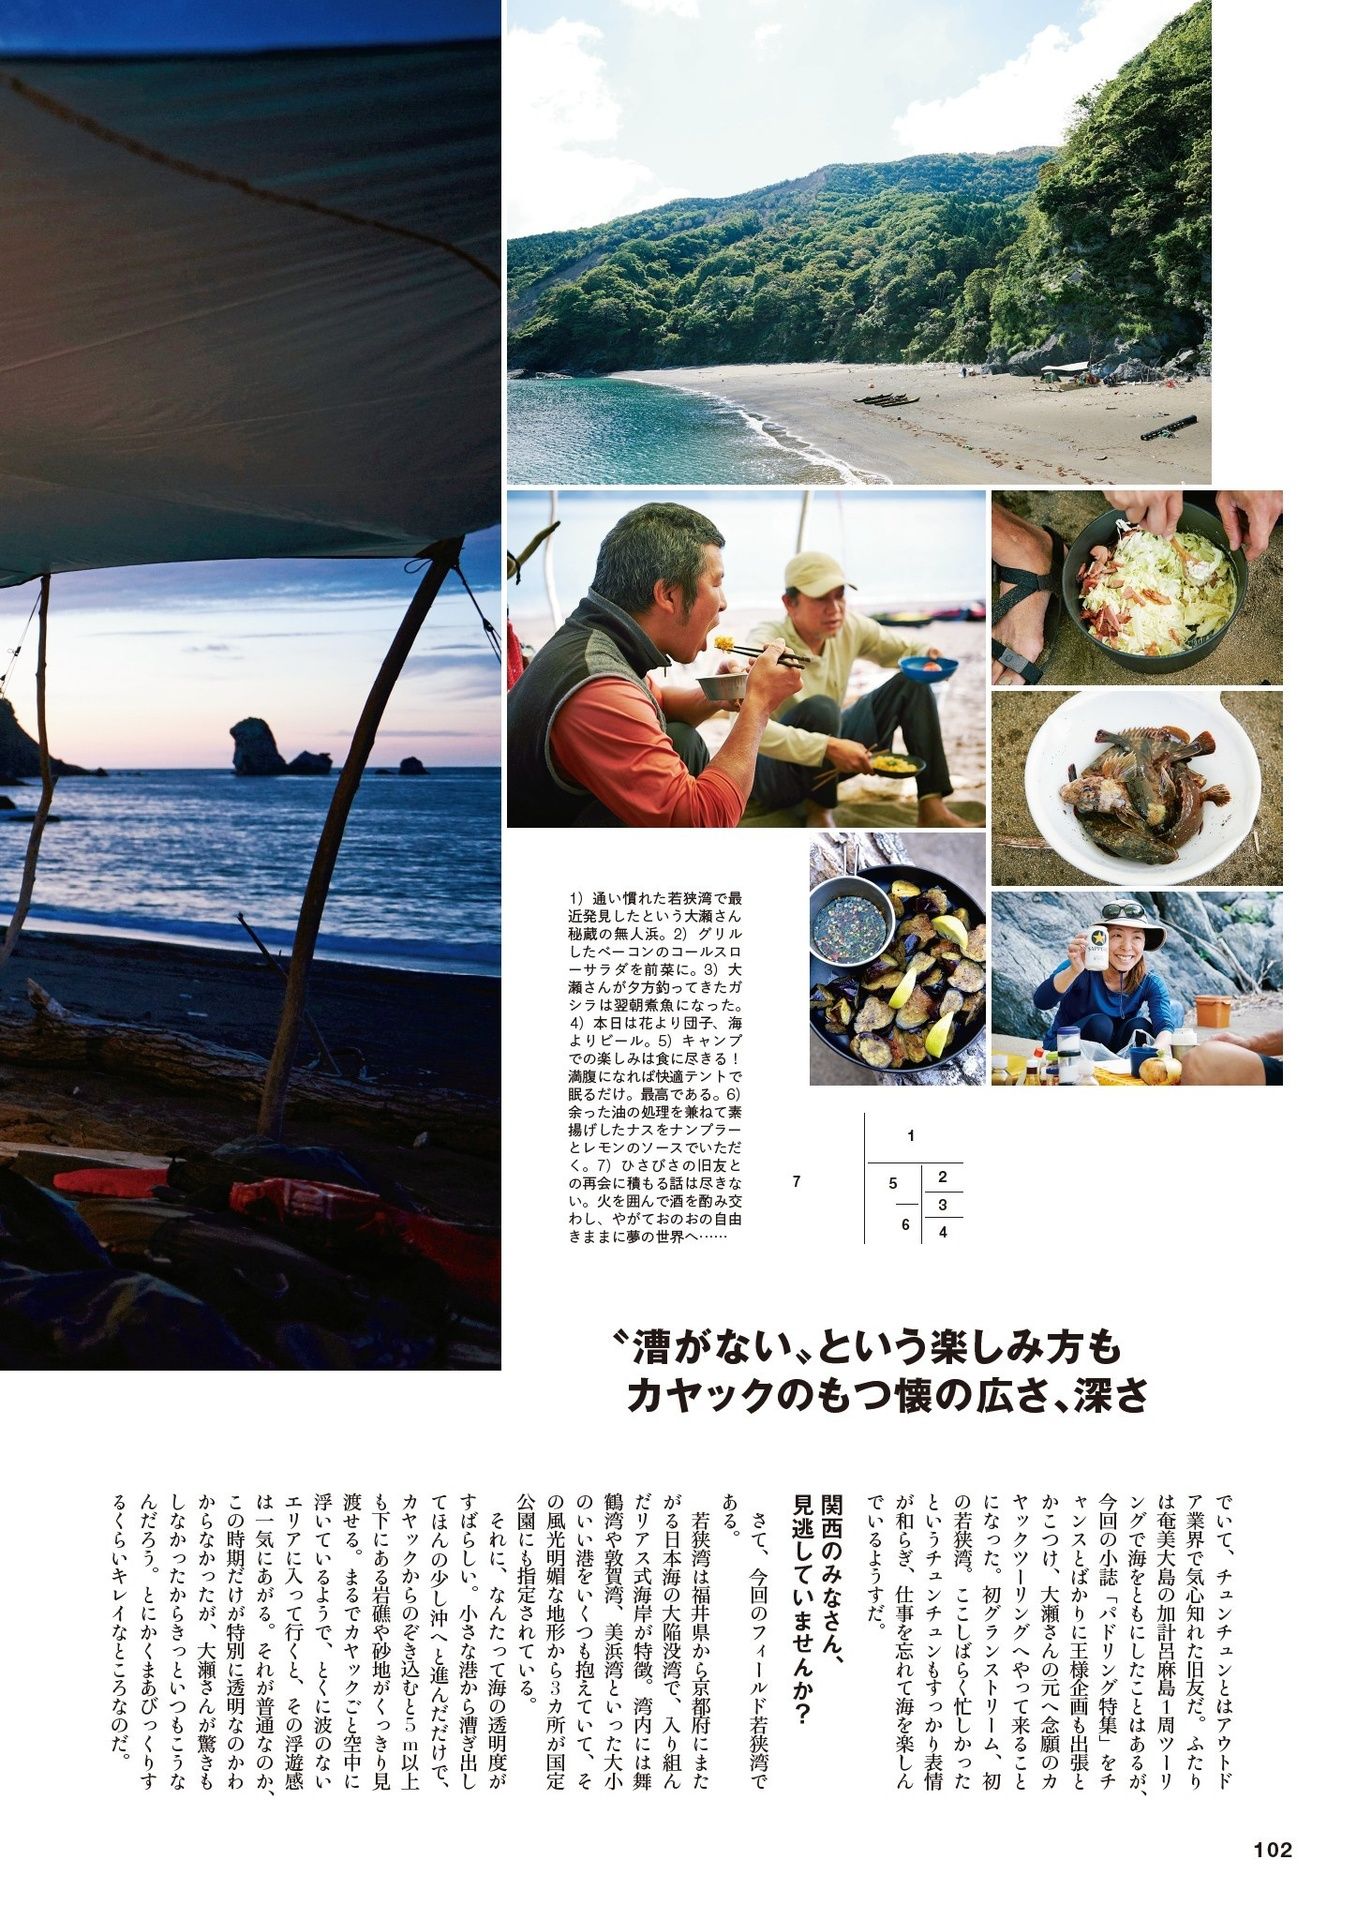 1）通い慣れた若狭湾で最
近発見したという大瀬さん
秘蔵の無人浜。2）グリル
したベーコンのコールスロ
ーサラダを前菜に。3）大
瀬さんが夕方釣ってきたガ
シラは翌朝煮魚になった。
4）本日は花より団子、海
よりビール。5）キャンプ
での楽しみは食に尽きる！
満腹になれば快適テントで
眠るだけ。最高である。6）
余った油の処理を兼ねて素
揚げしたナスをナンプラー
とレモンのソースでいただ
く。7）ひさびさの旧友と
の再会に積もる話は尽きな
い。火を囲んで酒を酌み交
わし、やがておのおの自由
きままに夢の世界へ……
1
7
5
2
3
6
4
〝漕がない〟という楽しみ方も
カヤックのもつ懐の広さ、深さ
でいて、チュンチュンとはアウトド
ア業界で気心知れた旧友だ。ふたり
は奄美大島の加計呂麻島1周ツーリ
ングで海をともにしたことはあるが、
今回の小誌「パドリング特集」をチ
ャンスとばかりに王様企画も出張と
かこつけ、大瀬さんの元へ念願のカ
ヤックツーリングへやって来ること
になった。初グランストリーム、初
の若狭湾。ここしばらく忙しかった
というチュンチュンもすっかり表情
が和らぎ、仕事を忘れて海を楽しん
でいるようすだ。
関西のみなさん、
見逃していませんか？
さて、今回のフィールド若狭湾で
ある。
若狭湾は福井県から京都府にまた
がる日本海の大陥没湾で、入り組ん
だリアス式海岸が特徴。湾内には舞
鶴湾や敦賀湾、美浜湾といった大小
のいい港をいくつも抱えていて、そ
の風光明媚な地形から3カ所が国定
公園にも指定されている。
それに、なんたって海の透明度が
すばらしい。小さな港から漕ぎ出し
てほんの少し沖へと進んだだけで、
カヤックからのぞき込むと5m以上
も下にある岩礁や砂地がくっきり見
渡せる。まるでカヤックごと空中に
浮いているようで、とくに波のない
エリアに入って行くと、その浮遊感
は一気にあがる。それが普通なのか、
この時期だけが特別に透明なのかわ
からなかったが、大瀬さんが驚きも
しなかったからきっといつもこうな
んだろう。とにかくまあびっくりす
るくらいキレイなところなのだ。
102